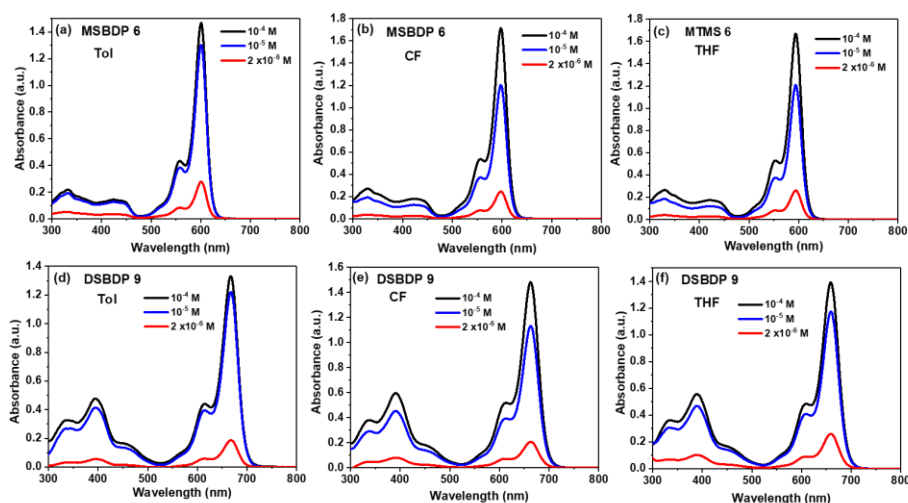 (a) MSBDP 6
Tol
10⁻⁴ M
10⁻⁵ M
2 x10⁻⁶ M
Absorbance (a.u.)
1.4
1.2
1.0
0.8
0.6
0.4
0.2
0.0
300 400 500 600 700 800
Wavelength (nm)
(b) MSBDP 6
CF
10⁻⁴ M
10⁻⁵ M
2 x10⁻⁶ M
Absorbance (a.u.)
1.8
1.6
1.4
1.2
1.0
0.8
0.6
0.4
0.2
0.0
300 400 500 600 700 800
Wavelength (nm)
(c) MTMS 6
THF
10⁻⁴ M
10⁻⁵ M
2 x10⁻⁶ M
Absorbance (a.u.)
1.8
1.6
1.4
1.2
1.0
0.8
0.6
0.4
0.2
0.0
300 400 500 600 700 800
Wavelength (nm)
(d) DSBDP 9
Tol
10⁻⁴ M
10⁻⁵ M
2 x10⁻⁶ M
Absorbance (a.u.)
1.4
1.2
1.0
0.8
0.6
0.4
0.2
0.0
300 400 500 600 700 800
Wavelength (nm)
(e) DSBDP 9
CF
10⁻⁴ M
10⁻⁵ M
2 x10⁻⁶ M
Absorbance (a.u.)
1.6
1.4
1.2
1.0
0.8
0.6
0.4
0.2
0.0
300 400 500 600 700 800
Wavelength (nm)
(f) DSBDP 9
THF
10⁻⁴ M
10⁻⁵ M
2 x10⁻⁶ M
Absorbance (a.u.)
1.4
1.2
1.0
0.8
0.6
0.4
0.2
0.0
300 400 500 600 700 800
Wavelength (nm)